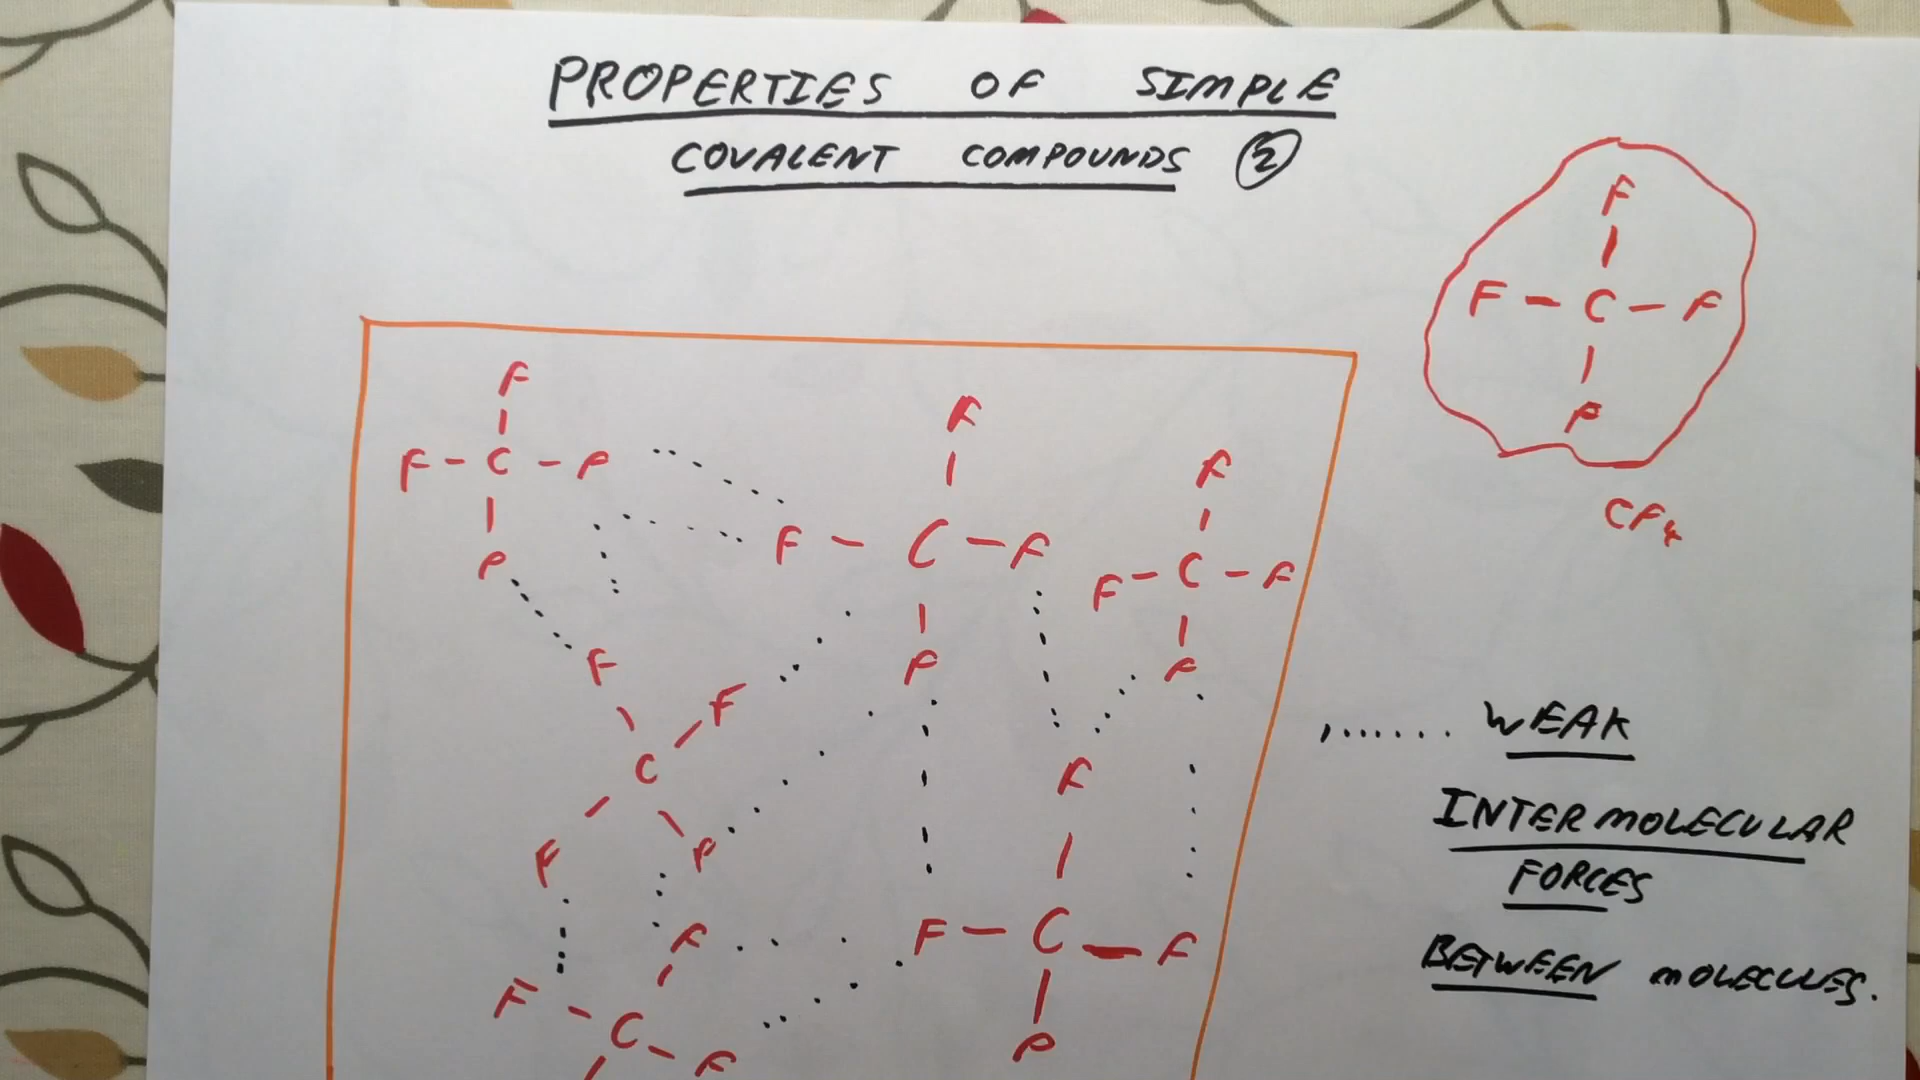 PROPERTIES OF SIMPLE
COVALENT COMPOUNDS ②
F
F - C - F
F
CF4
F
F - C - F
F
F
F - C - F
F
F
F - C - F
F
F F
C
F F
F
F - C - F
F
F
F - C - F
...... WEAK
INTERMOLECULAR
FORCES
BETWEEN MOLECULES.